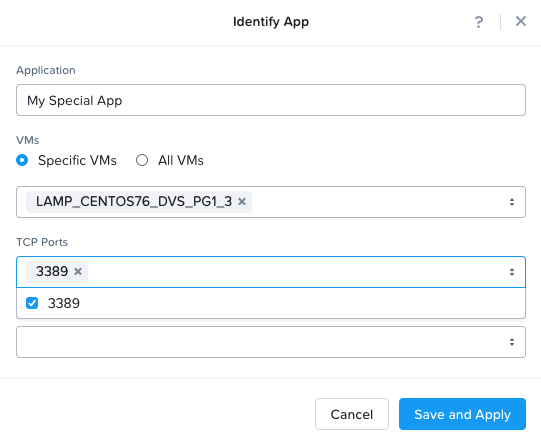 Identify App
?
Application
My Special App
VMs
Specific VMs
All VMs
LAMP_CENTOS76_DVS_PG1_3
TCP Ports
3389
3389
Cancel
Save and Apply